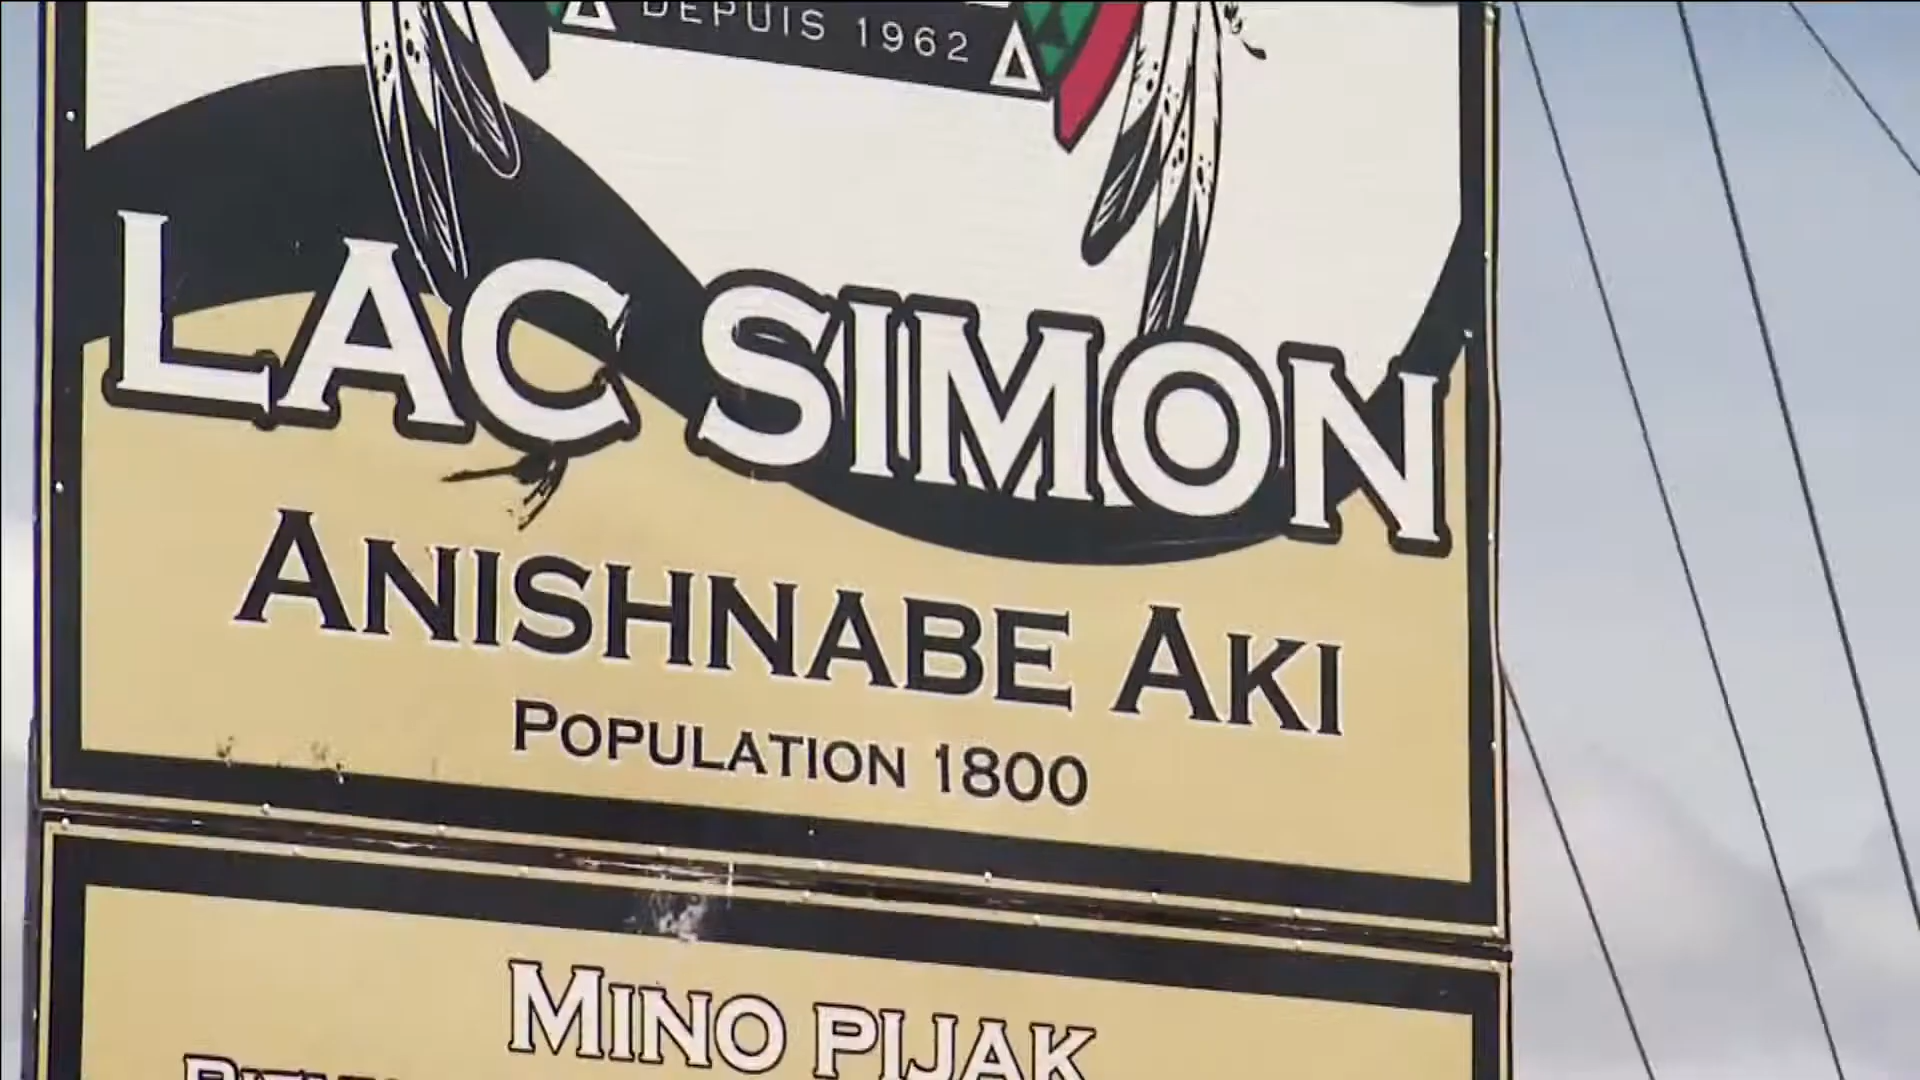 DEPUIS 1962
LAC SIMON
ANISHNABE AKI
POPULATION 1800
MINO PIJAK